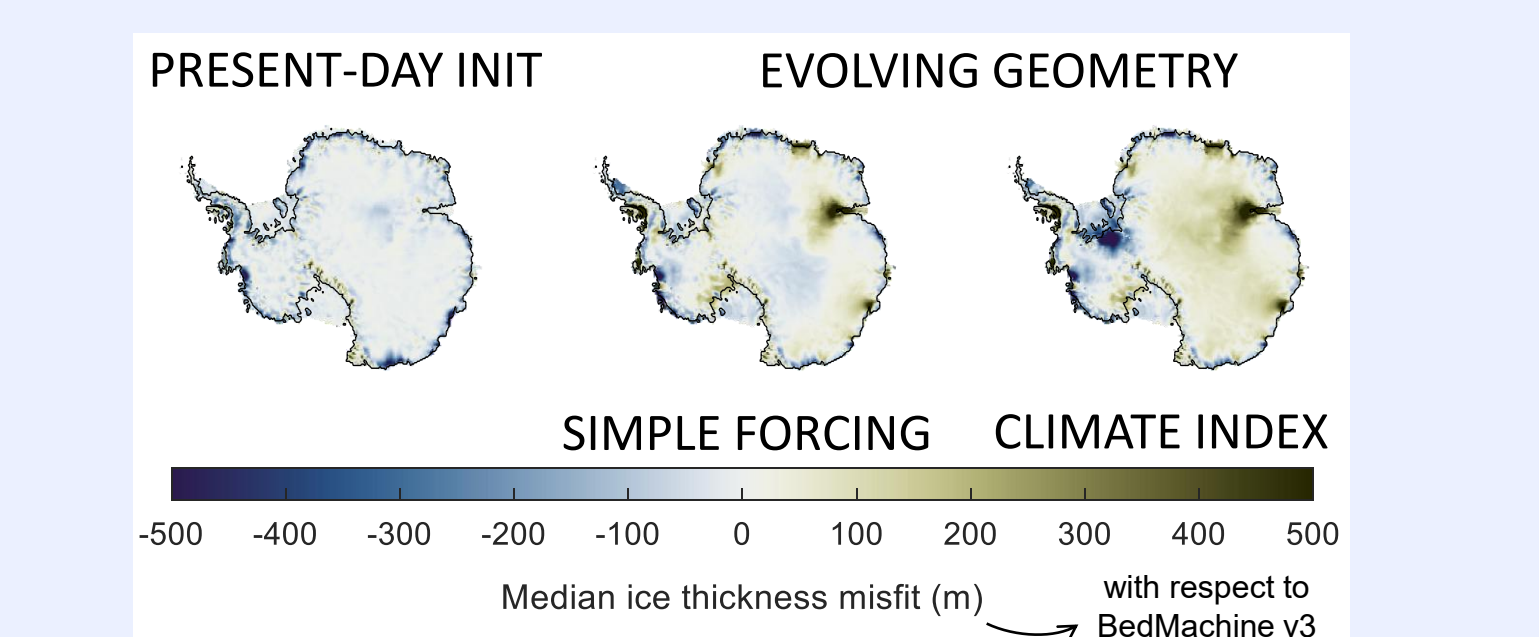 PRESENT-DAY INIT
EVOLVING GEOMETRY
SIMPLE FORCING
CLIMATE INDEX
-500 -400 -300 -200 -100 0 100 200 300 400 500
Median ice thickness misfit (m)
with respect to
BedMachine v3